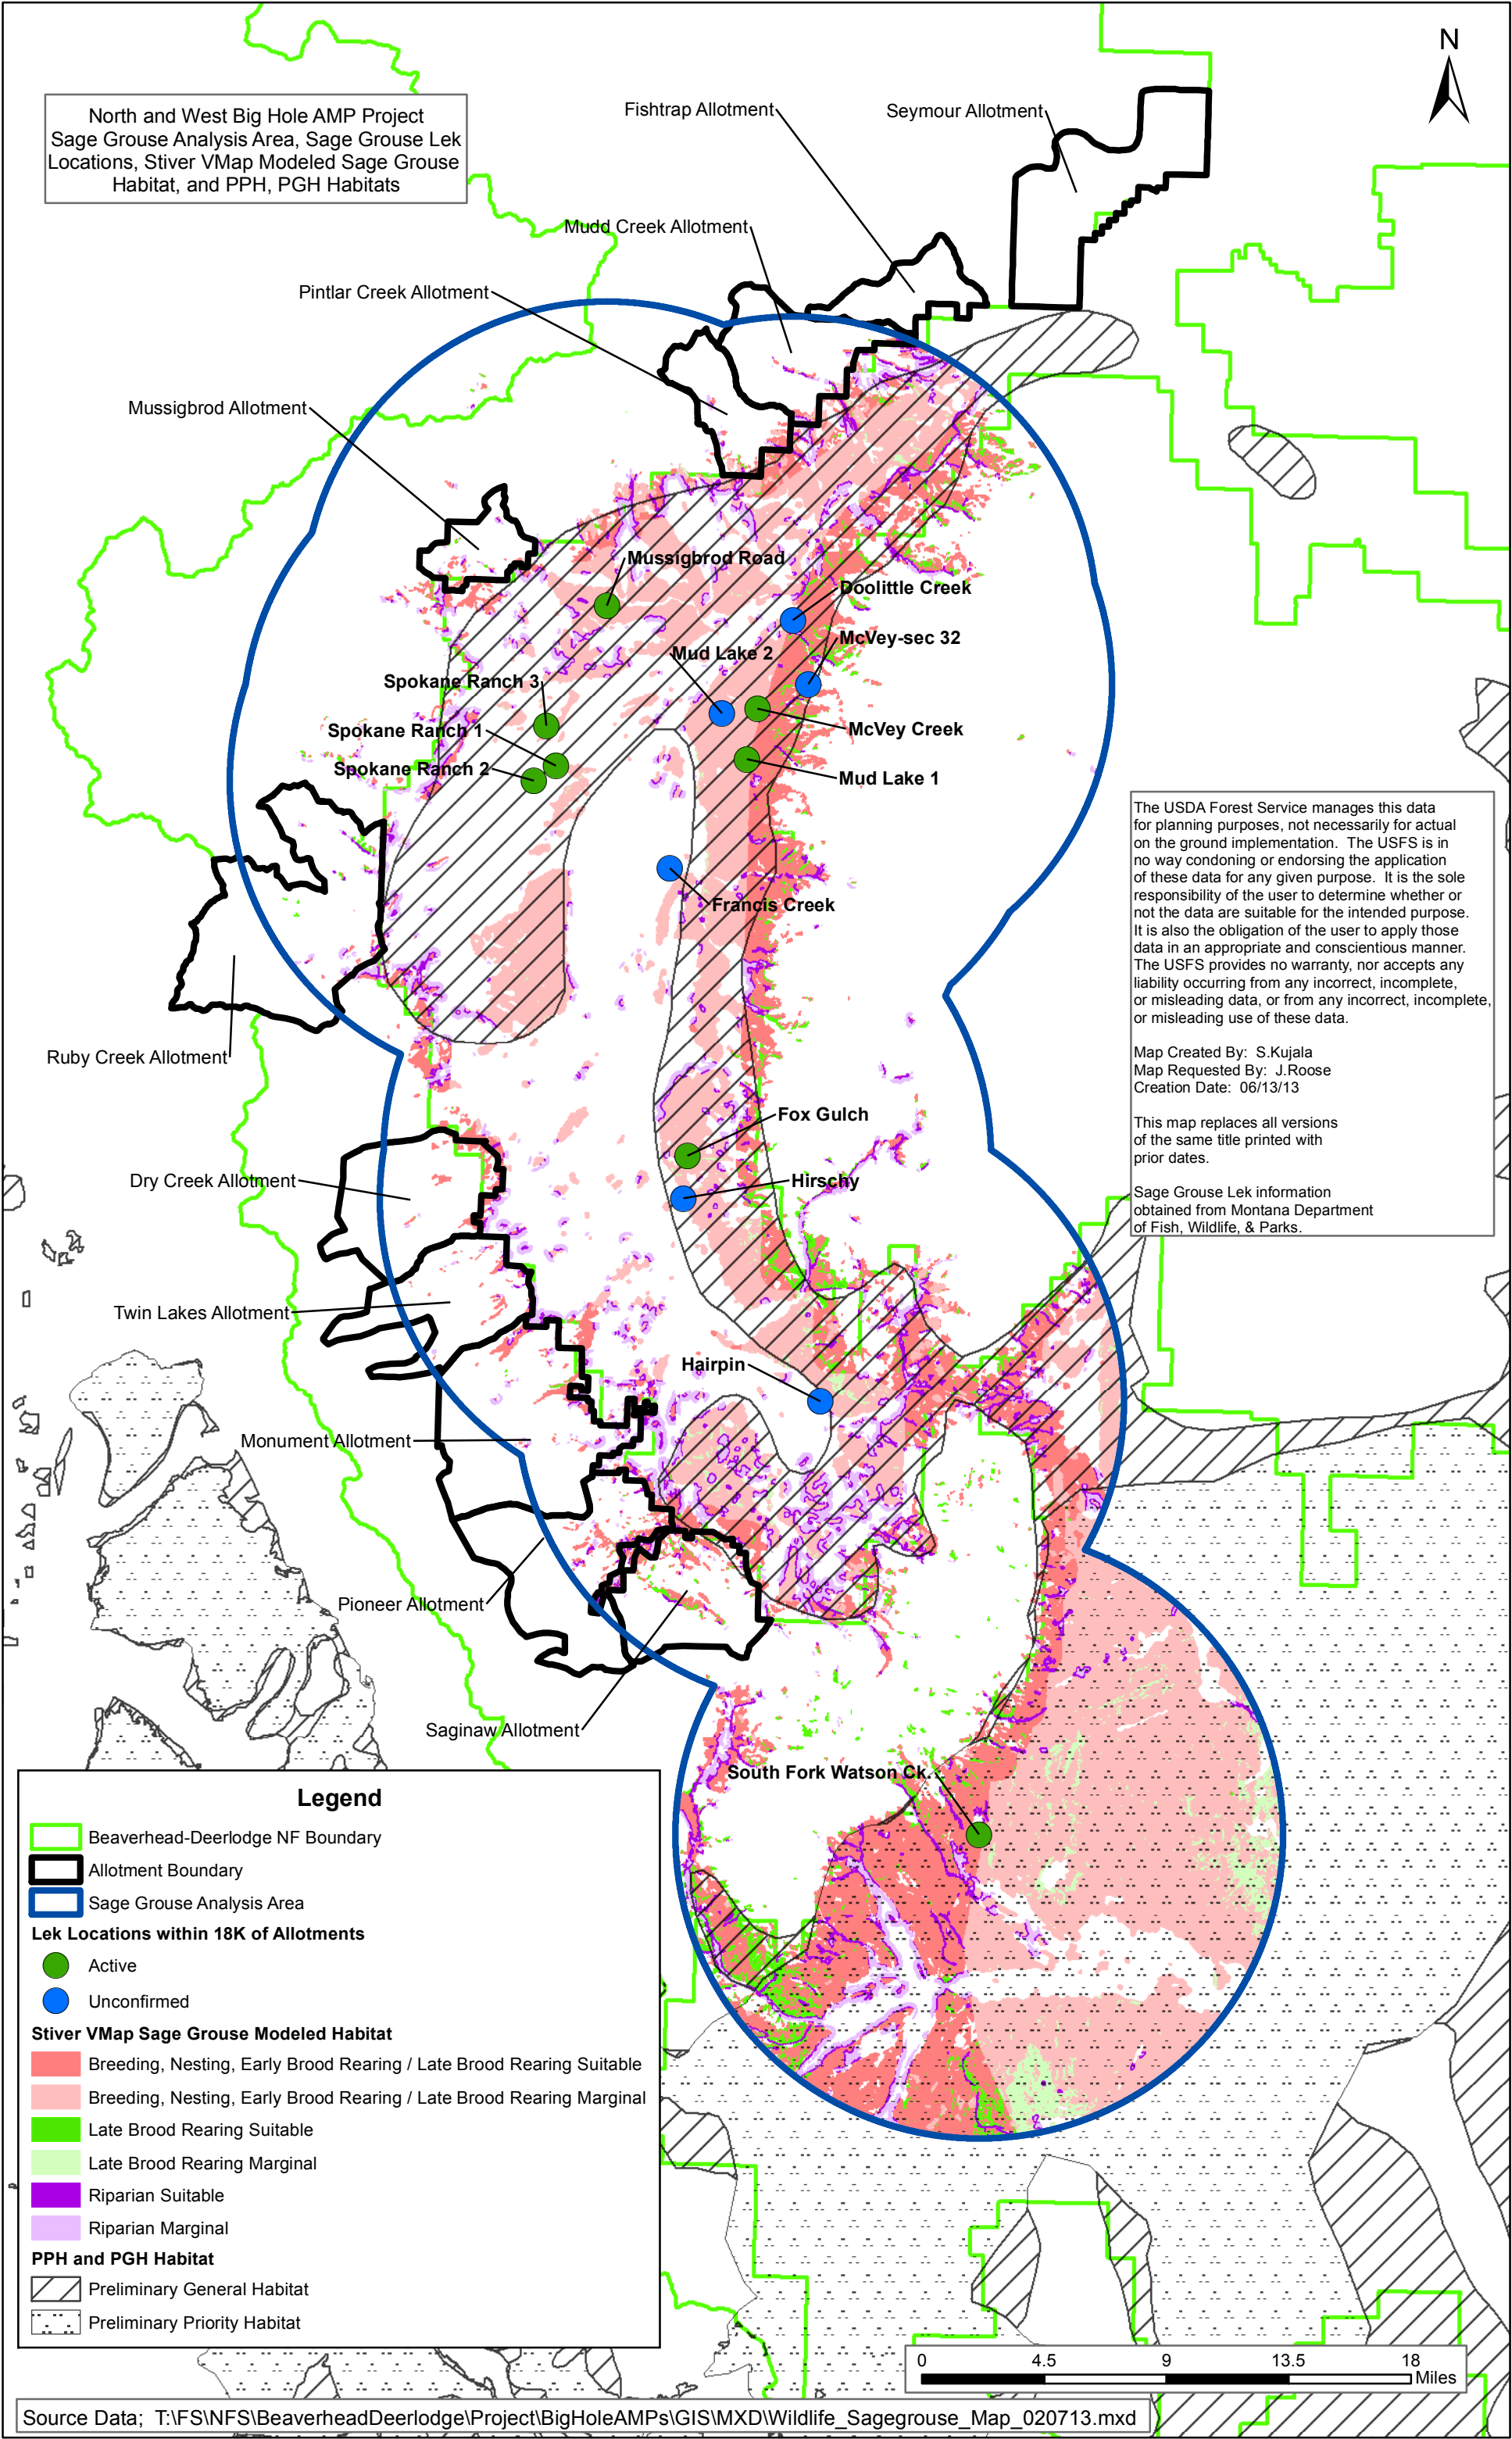 N
North and West Big Hole AMP Project
Sage Grouse Analysis Area, Sage Grouse Lek
Locations, Stiver VMap Modeled Sage Grouse
Habitat, and PPH, PGH Habitats
Fishtrap Allotment
Seymour Allotment
Mudd Creek Allotment
Pintlar Creek Allotment
Mussigbrod Allotment
Mussigbrod Road
Doolittle Creek
McVey-sec 32
Mud Lake 2
Spokane Ranch 3
Spokane Ranch 1
McVey Creek
Spokane Ranch 2
Mud Lake 1
Francis Creek
The USDA Forest Service manages this data
for planning purposes, not necessarily for actual
on the ground implementation. The USFS is in
no way condoning or endorsing the application
of these data for any given purpose. It is the sole
responsibility of the user to determine whether or
not the data are suitable for the intended purpose.
It is also the obligation of the user to apply those
data in an appropriate and conscientious manner.
The USFS provides no warranty, nor accepts any
liability occurring from any incorrect, incomplete,
or misleading data, or from any incorrect, incomplete,
or misleading use of these data.
Map Created By: S.Kujala
Map Requested By: J.Roose
Creation Date: 06/13/13
This map replaces all versions
of the same title printed with
prior dates.
Sage Grouse Lek information
obtained from Montana Department
of Fish, Wildlife, & Parks.
Ruby Creek Allotment
Fox Gulch
Dry Creek Allotment
Hirschy
Twin Lakes Allotment
Hairpin
Monument Allotment
Pioneer Allotment
Saginaw Allotment
South Fork Watson Ck.
Legend
Beaverhead-Deerlodge NF Boundary
Allotment Boundary
Sage Grouse Analysis Area
Lek Locations within 18K of Allotments
Active
Unconfirmed
Stiver VMap Sage Grouse Modeled Habitat
Breeding, Nesting, Early Brood Rearing / Late Brood Rearing Suitable
Breeding, Nesting, Early Brood Rearing / Late Brood Rearing Marginal
Late Brood Rearing Suitable
Late Brood Rearing Marginal
Riparian Suitable
Riparian Marginal
PPH and PGH Habitat
Preliminary General Habitat
Preliminary Priority Habitat
0 4.5 9 13.5 18
Miles
Source Data; T:\FS\NFS\BeaverheadDeerlodge\Project\BigHoleAMPs\GIS\MXD\Wildlife_Sagegrouse_Map_020713.mxd